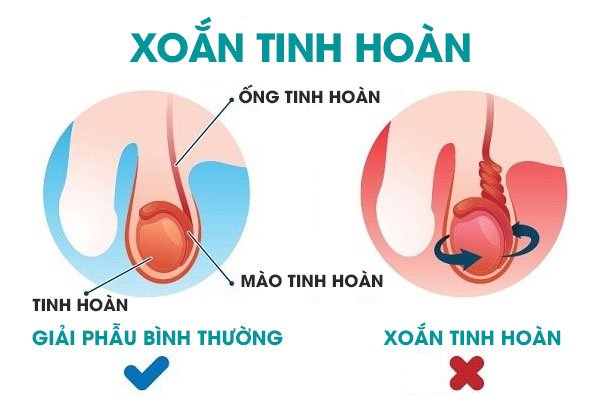 XOẮN TINH HOÀN
ỐNG TINH HOÀN
MÀO TINH HOÀN
TINH HOÀN
GIẢI PHẪU BÌNH THƯỜNG
XOẮN TINH HOÀN